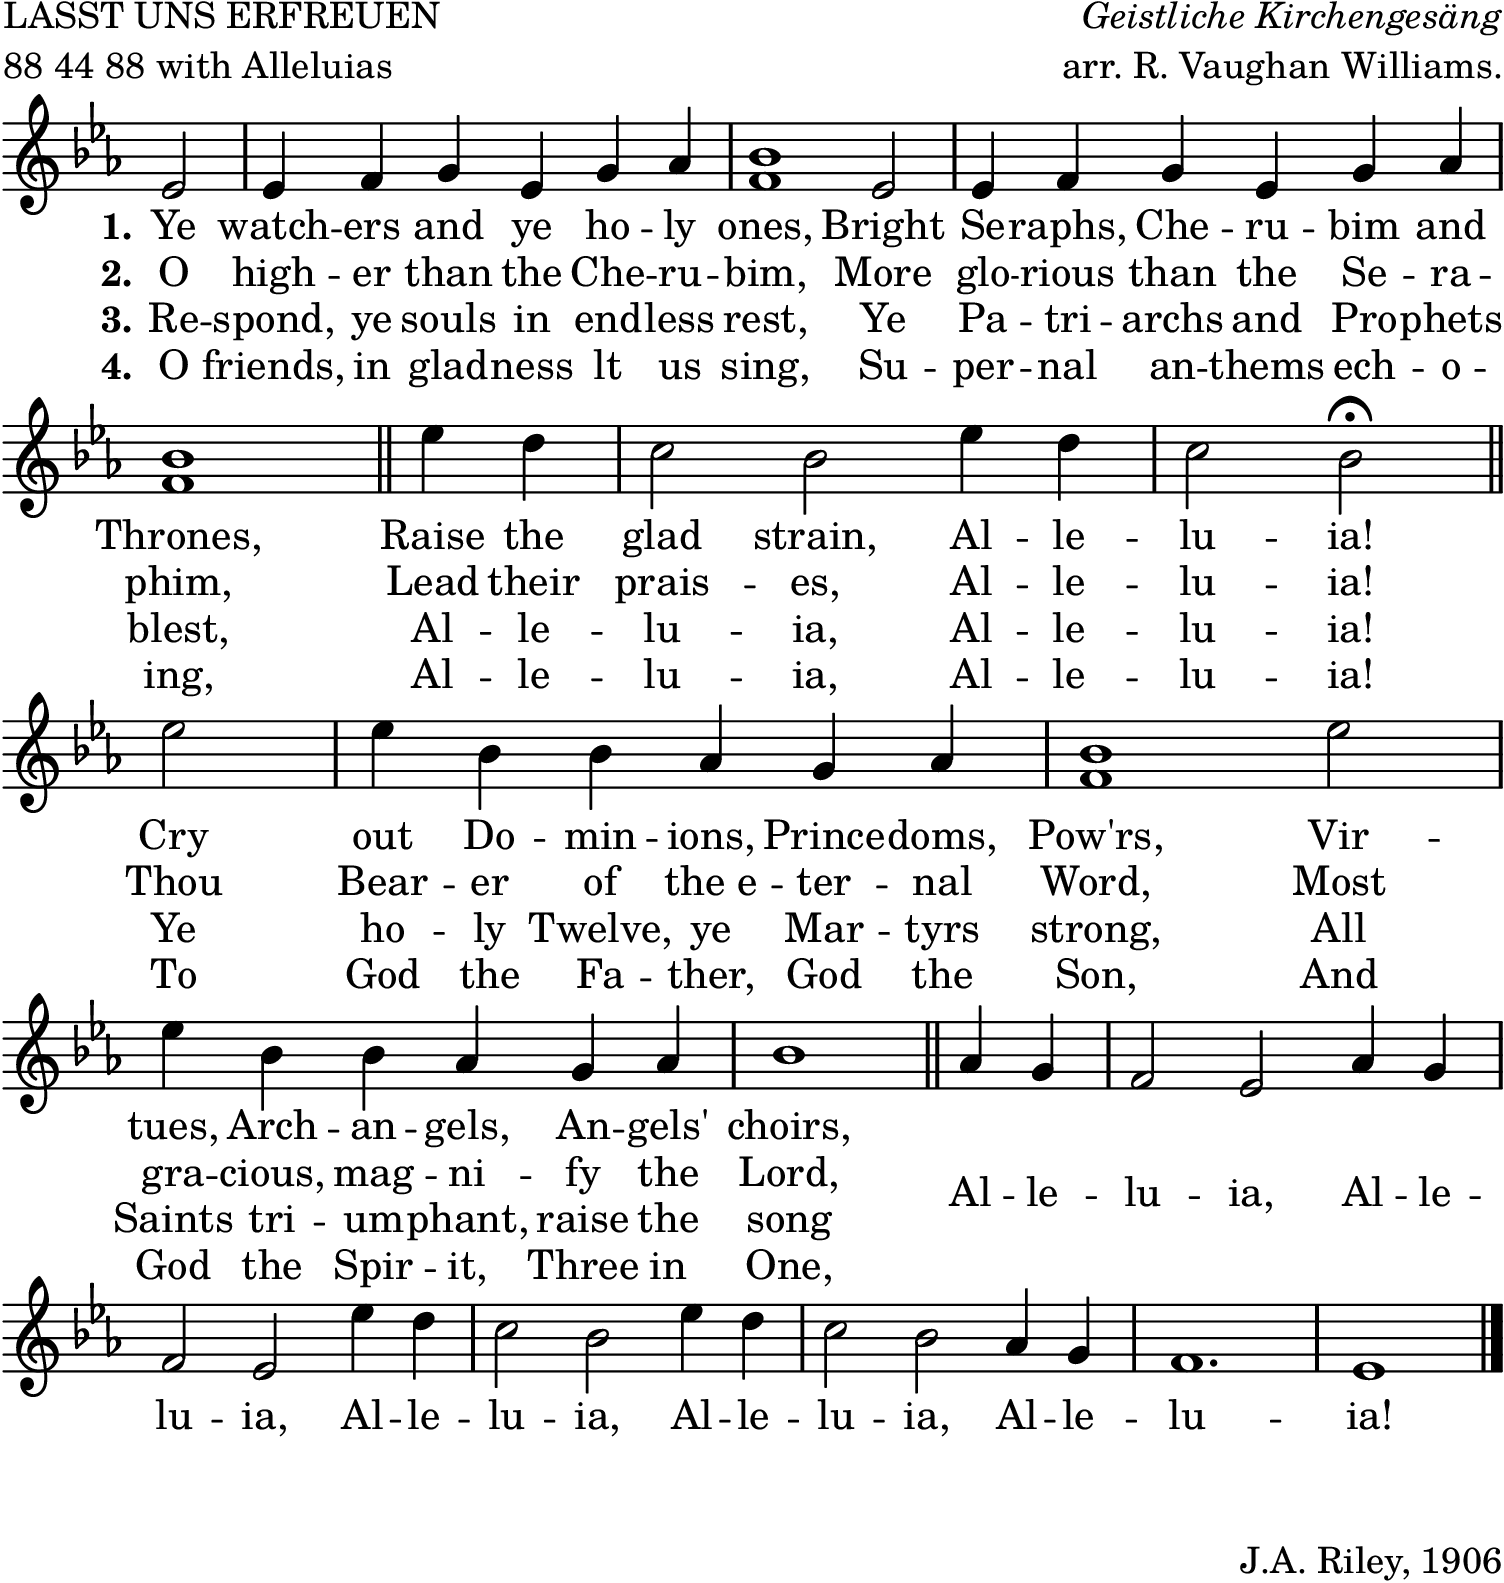 LASST UNS ERFREUEN
Geistliche Kirchengesäng
88 44 88 with Alleluias
arr. R. Vaughan Williams.
1. Ye watch -ers and ye ho - ly ones, Bright Seraphs, Che - ru - bim and
2. O high - er than the Che -ru - bim, More glo -rious than the Se - ra -
3. Re -spond, ye souls in endless rest, Ye Pa - tri - archs and Prophets
4. O friends, in gladness lt us sing, Su - per - nal an-thems ech - o -
Thrones, Raise the glad strain, Al - le - lu - ia!
phim, Lead their prais - es, Al - le - lu - ia!
blest, Al - le - lu - ia, Al - le - lu - ia!
ing, Al - le - lu - ia, Al - le - lu - ia!
Cry out Do - min - ions, Princedoms, Pow'rs, Vir -
Thou Bear - er of the e - ter - nal Word, Most
Ye ho - ly Twelve, ye Mar - tyrs strong, All
To God the Fa - ther, God the Son, And
tues, Arch - an - gels, An -gels' choirs,
gra-cious, mag - ni - fy the Lord,
Al - le - lu - ia, Al - le -
Saints tri - umphant, raise the song
God the Spir - it, Three in One,
lu - ia, Al - le - lu - ia, Al - le - lu - ia, Al - le - lu - ia!
J.A. Riley, 1906